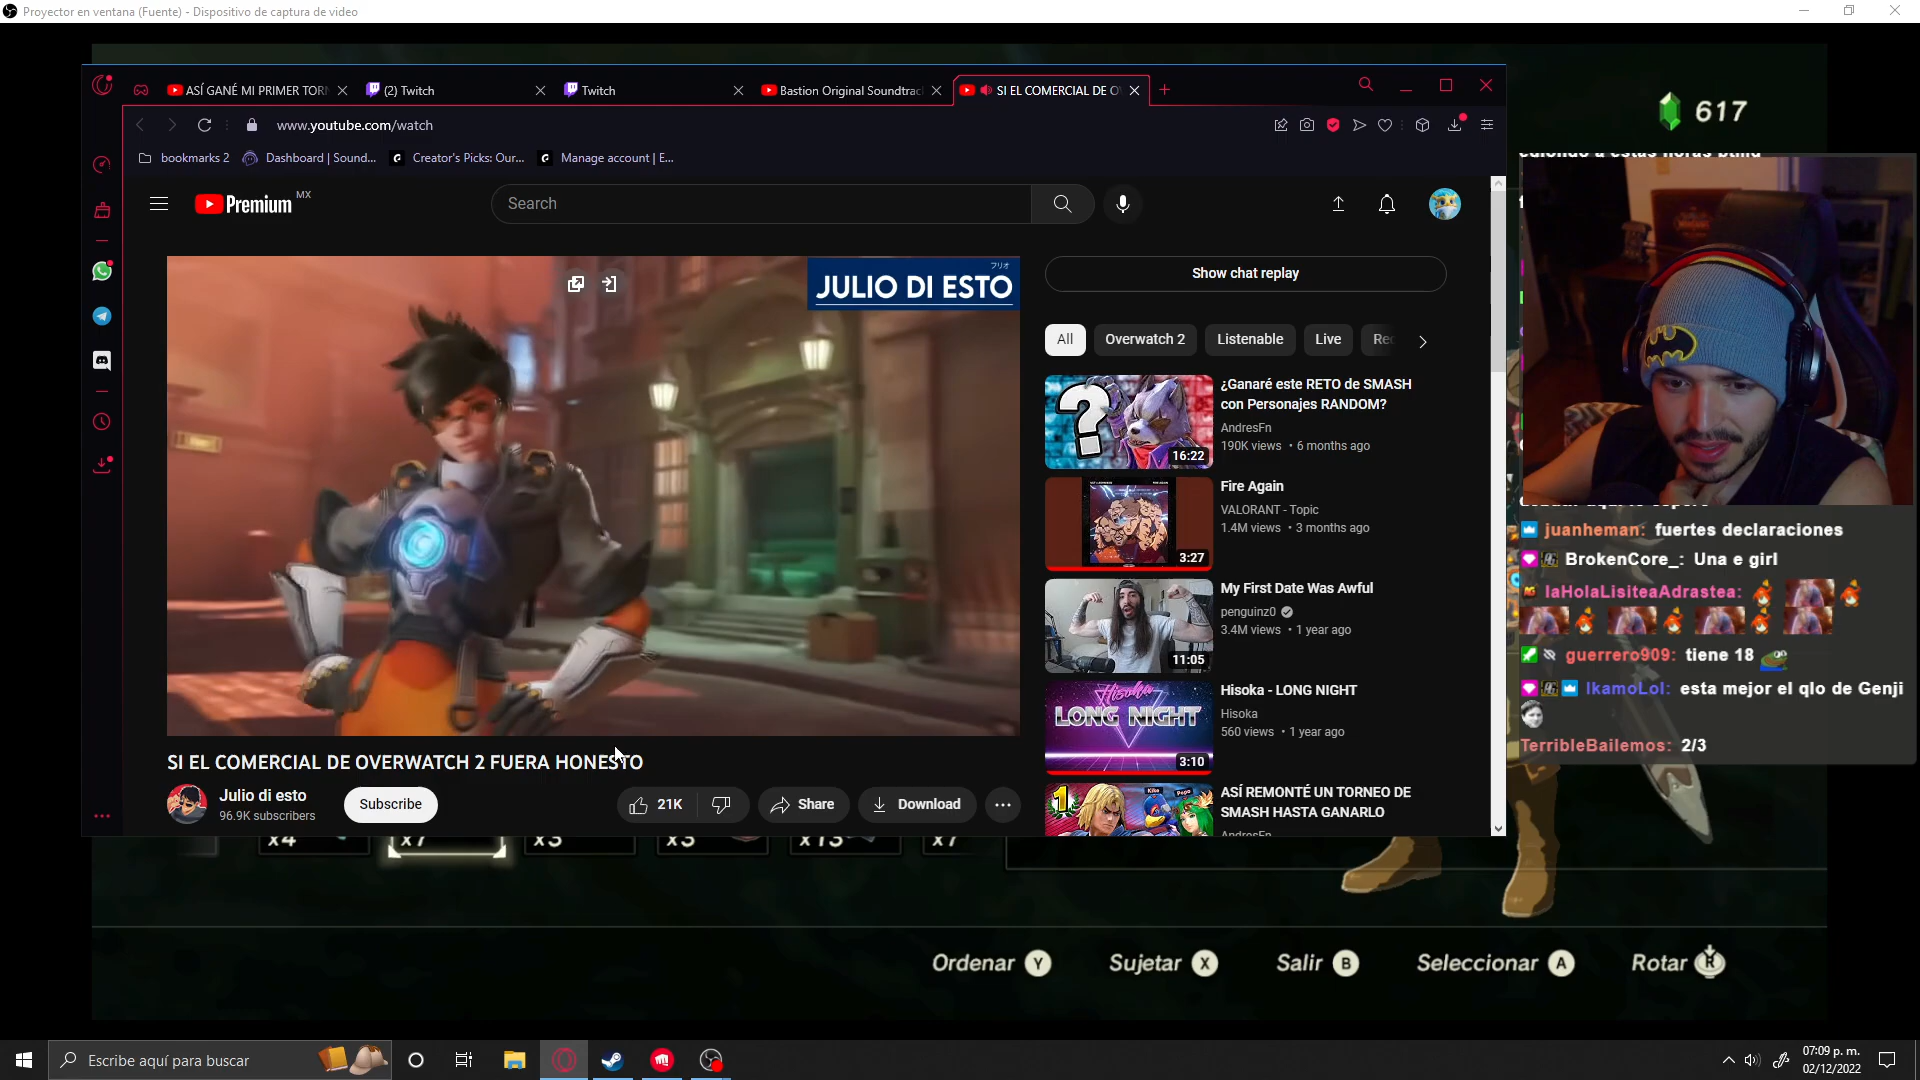 Proyector en ventana (Fuente) - Dispositivo de captura de video
ASÍ GANÉ MI PRIMER TOR
(2) Twitch
Twitch
Bastion Original Soundtrac
SI EL COMERCIAL DE O
617
www.youtube.com/watch
bookmarks 2
Dashboard | Sound...
Creator's Picks: Our...
Manage account | E...
Premium MX
Search
フリオ
JULIO DI ESTO
Show chat replay
All
Overwatch 2
Listenable
Live
Rec
¿Ganaré este RETO de SMASH
con Personajes RANDOM?
AndresFn
190K views • 6 months ago
16:22
Fire Again
VALORANT - Topic
1.4M views • 3 months ago
3:27
My First Date Was Awful
penguinz0
3.4M views • 1 year ago
11:05
Hisoka - LONG NIGHT
Hisoka
560 views • 1 year ago
Hisoka
LONG NIGHT
3:10
ASÍ REMONTÉ UN TORNEO DE
SMASH HASTA GANARLO
AndresFn
juanheman: fuertes declaraciones
BrokenCore_: Una e girl
laHolaLisiteaAdrastea:
guerrero909: tiene 18
IkamoLol: esta mejor el qlo de Genji
TerribleBailemos: 2/3
SI EL COMERCIAL DE OVERWATCH 2 FUERA HONESTO
Julio di esto
96.9K subscribers
Subscribe
21K
Share
Download
x4
x7
x3
x3
x13
x7
Ordenar Y
Sujetar X
Salir B
Seleccionar A
Rotar R
Escribe aquí para buscar
07:09 p. m.
02/12/2022